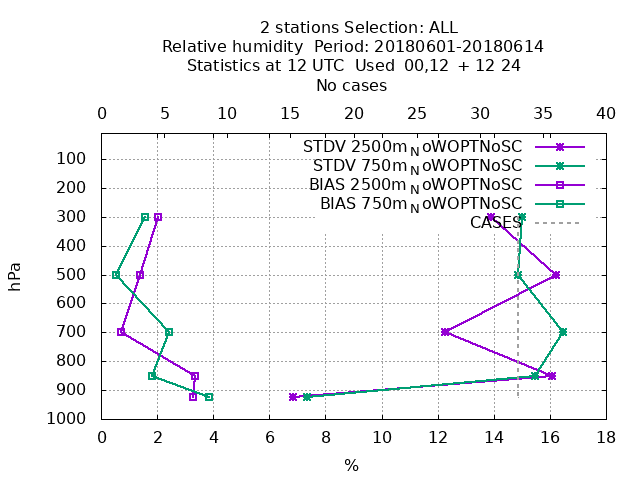 2 stations Selection: ALL
Relative humidity  Period: 20180601-20180614
Statistics at 12 UTC  Used  00,12  + 12 24
No cases
0 5 10 15 20 25 30 35 40
STDV 2500m_NoWOPTNoSC
STDV 750m_NoWOPTNoSC
BIAS 2500m_NoWOPTNoSC
BIAS 750m_NoWOPTNoSC
CASES
100
200
300
400
500
600
700
800
900
1000
hPa
0 2 4 6 8 10 12 14 16 18
%